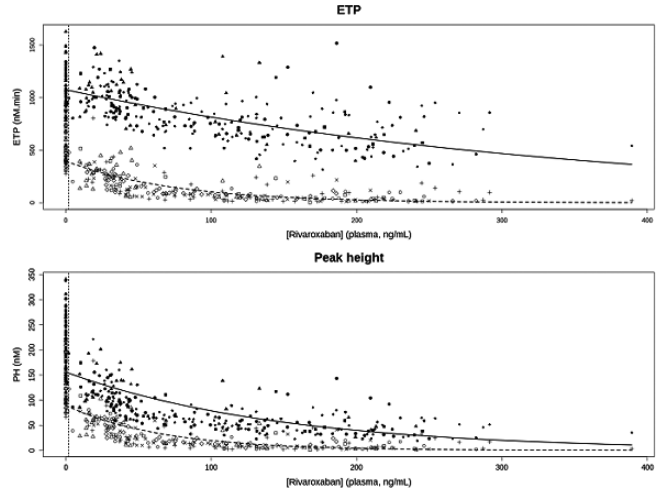 ETP
1500
1000
500
0
ETP (nM.min)
0 100 200 300 400
[Rivaroxaban] (plasma, ng/mL)
Peak height
350
300
250
200
150
100
50
0
PH (nM)
0 100 200 300 400
[Rivaroxaban] (plasma, ng/mL)